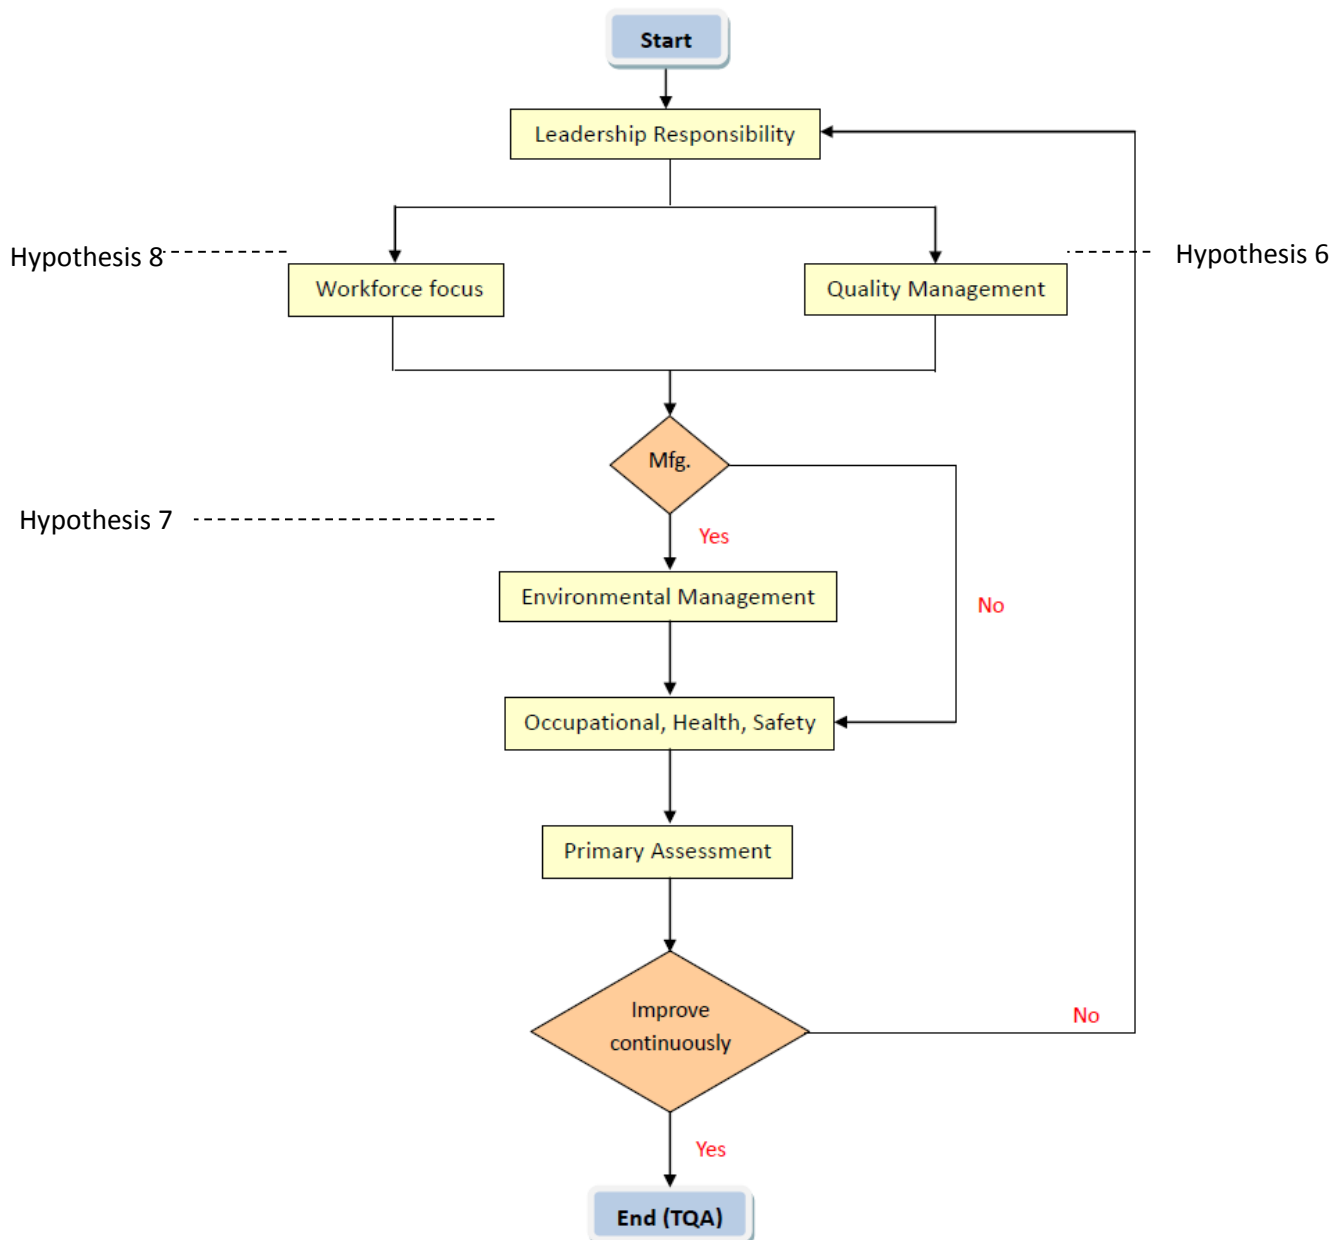 Start
Leadership Responsibility
Hypothesis 8
Hypothesis 6
Workforce focus
Quality Management
Mfg.
Hypothesis 7
Yes
Environmental Management
No
Occupational, Health, Safety
Primary Assessment
Improve
continuously
No
Yes
End (TQA)